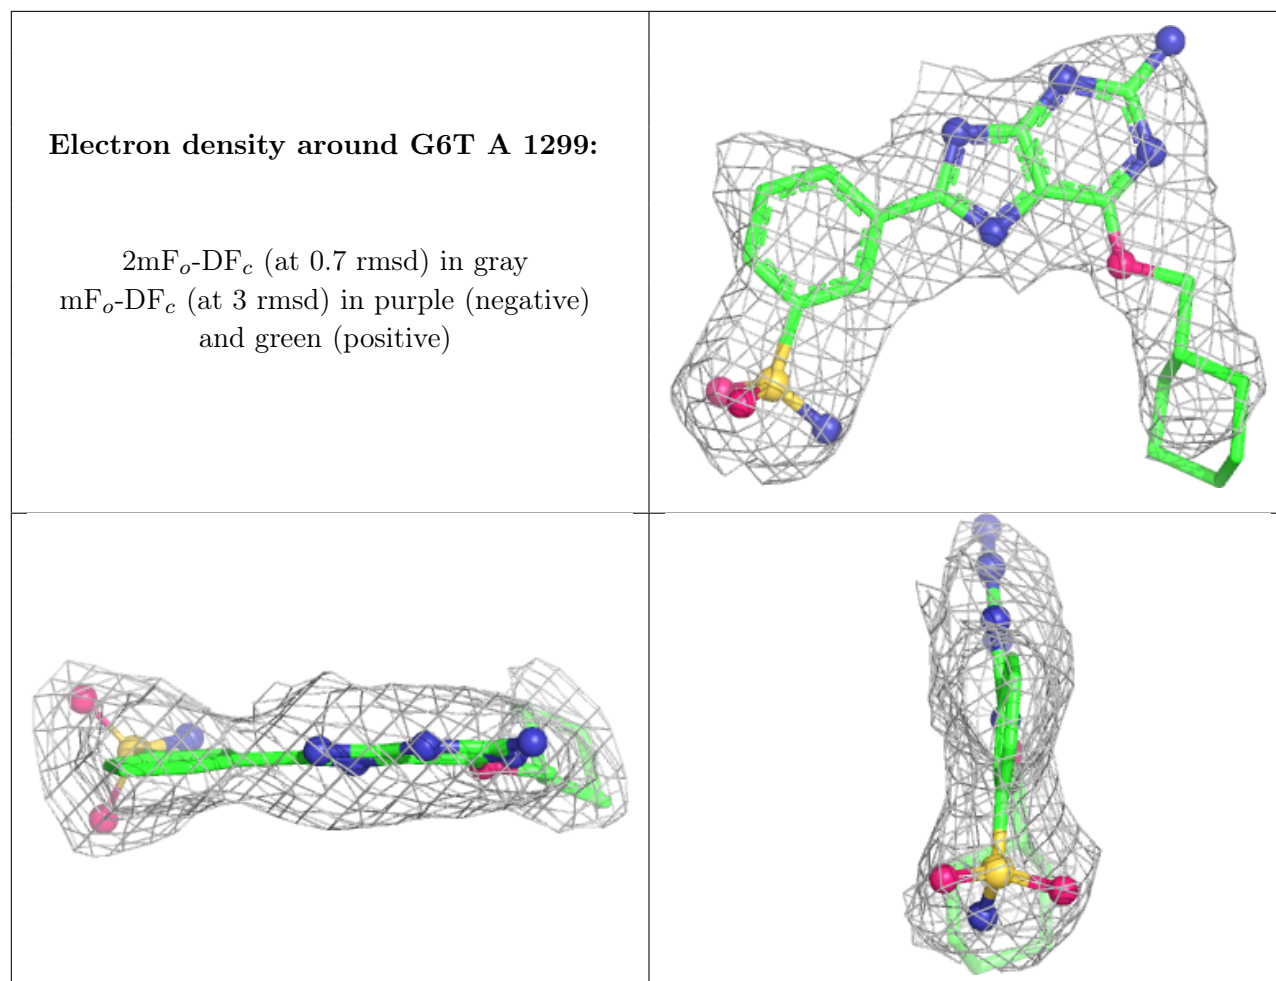 Electron density around G6T A 1299:
2mFo-DFc (at 0.7 rmsd) in gray
mFo-DFc (at 3 rmsd) in purple (negative)
and green (positive)